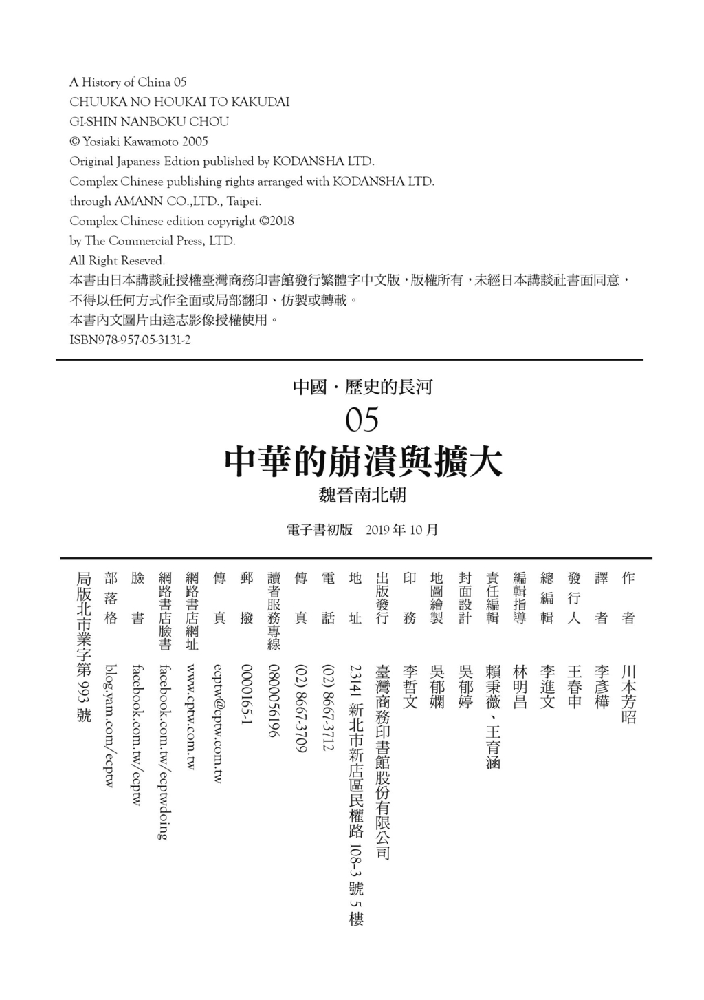 A History of China 05
CHUUKA NO HOUKAI TO KAKUDAI
GI-SHIN NANBOKU CHOU
© Yosiaki Kawamoto 2005
Original Japaness Edtion published by KODANSHA LTD.
Complex Chinese publishing rights arranged with KODANSHA LTD.
through AMANN CO.,LTD., Taipei.
Complex Chinese edition copyright ©2018
by The Commercial Press, LTD.
All Right Reseved.
本書由日本講談社授權臺灣商務印書館發行繁體字中文版，版權所有，未經日本講談社書面同意，
不得以任何方式作全面或局部翻印、仿製或轉載。
本書內文圖片由達志影像授權使用。
ISBN978-957-05-3131-2
中國．歷史的長河
05
中華的崩潰與擴大
魏晉南北朝
電子書初版 2019 年 10 月
作者 川本芳昭
譯者 李彥樺
發行人 王春申
總編輯 李進文
編輯指導 林明昌
責任編輯 賴秉薇、王育涵
封面設計 吳郁婷
地圖繪製 吳郁嫻
印務 李哲文
出版發行 臺灣商務印書館股份有限公司
地址 23141 新北市新店區民權路 108-3 號 5 樓
電話 (02) 8667-3712
傳真 (02) 8667-3709
讀者服務專線 0800056196
郵撥 0000165-1
傳真 ecptw@cptw.com.tw
網路書店網址 www.cptw.com.tw
網路書店臉書 facebook.com.tw/ecptwdoing
臉書 facebook.com.tw/ecptw
部落格 blog.yam.com/ecptw
局版北市業字第 993 號